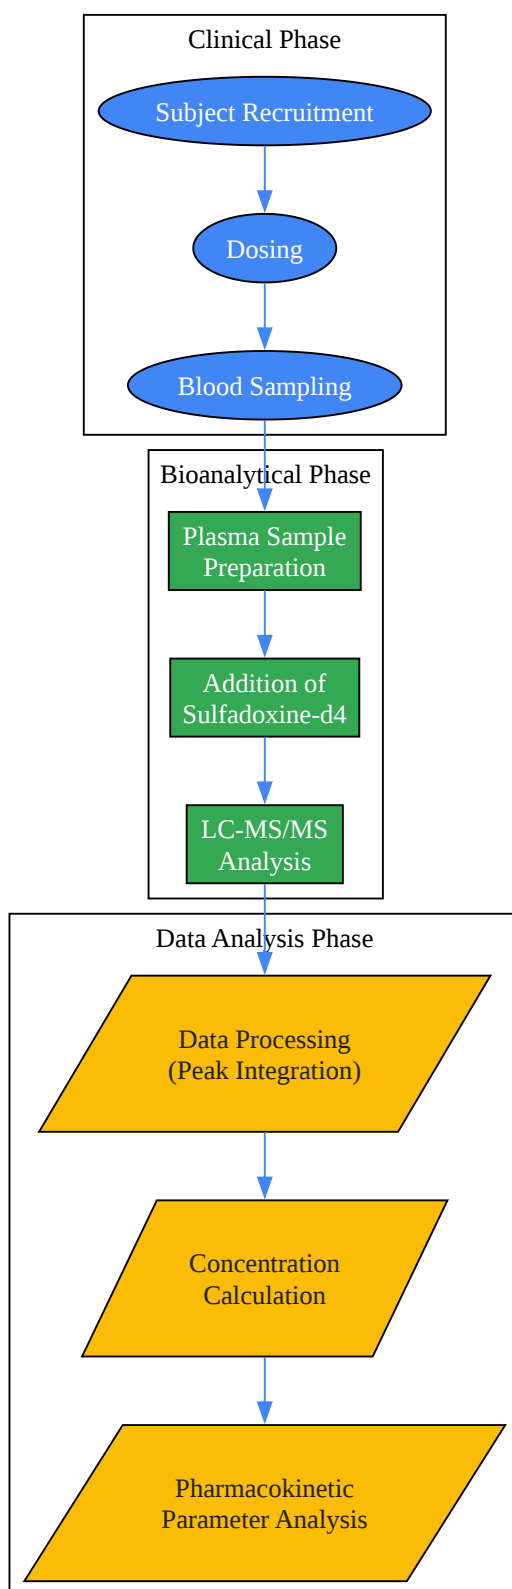 Clinical Phase
Subject Recruitment
Dosing
Blood Sampling
Bioanalytical Phase
Plasma Sample
Preparation
Addition of
Sulfadoxine-d4
LC-MS/MS
Analysis
Data Analysis Phase
Data Processing
(Peak Integration)
Concentration
Calculation
Pharmacokinetic
Parameter Analysis